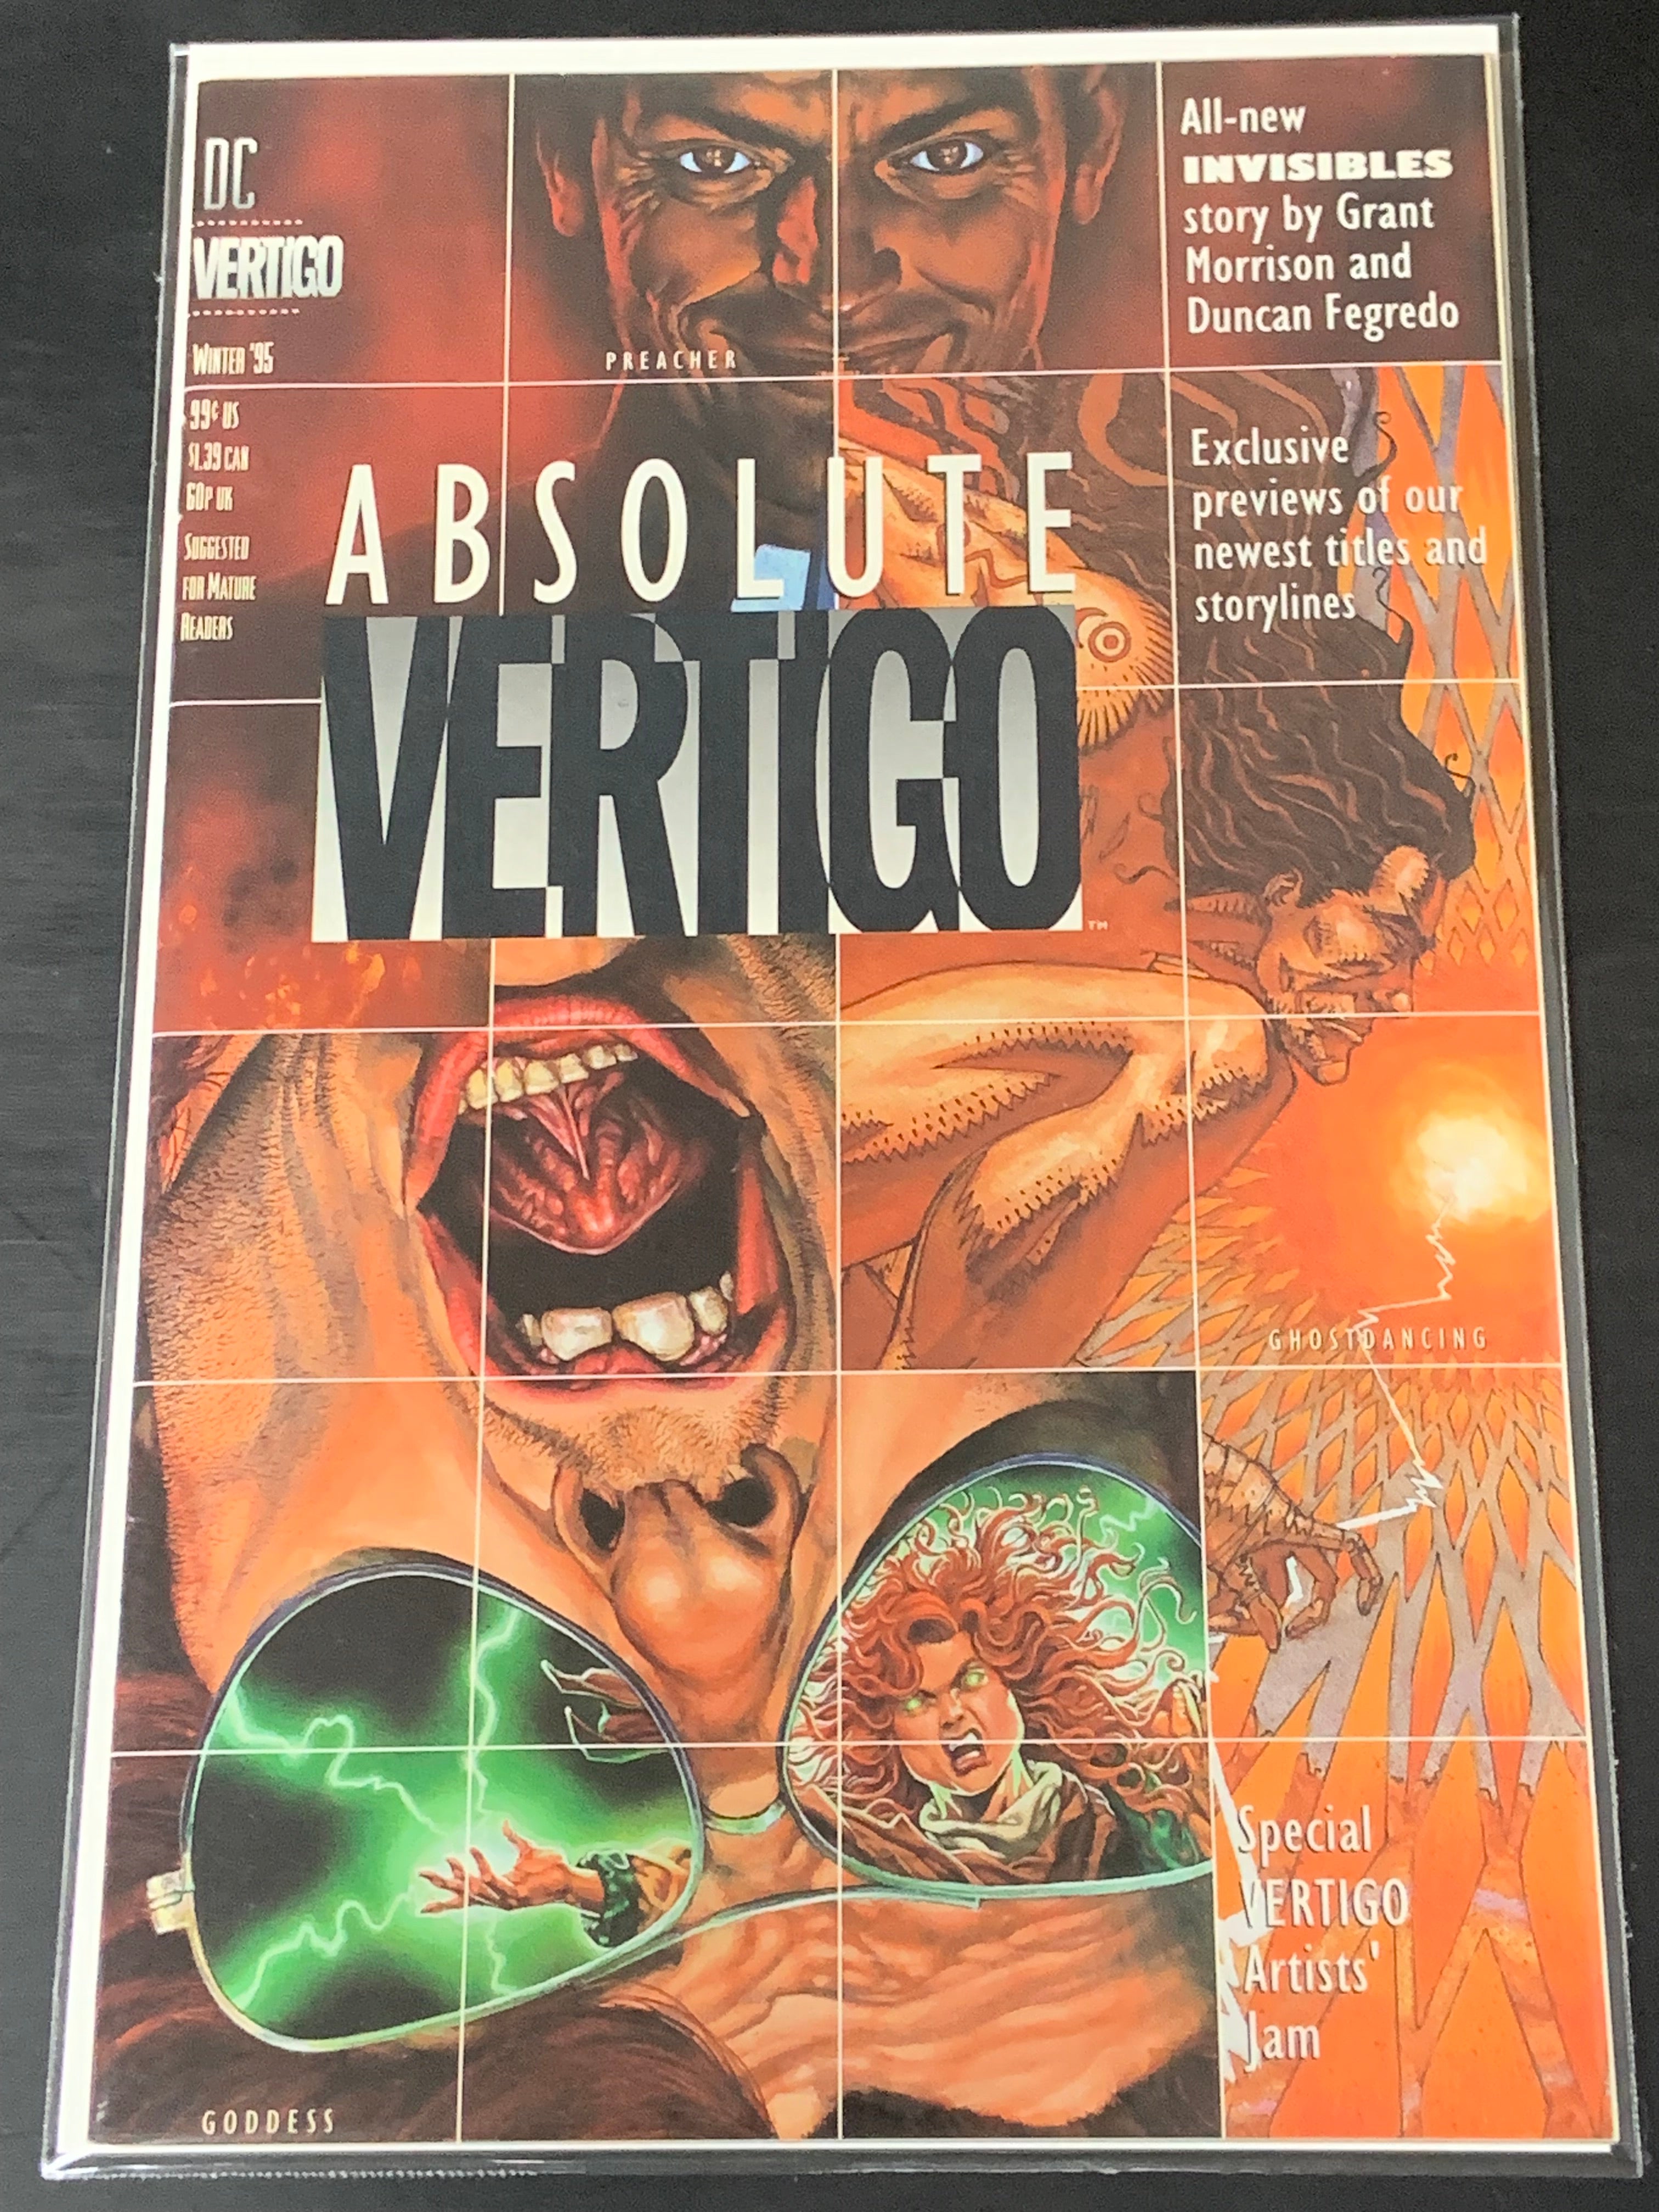 DC
VERTIGO
WINTER '95
99¢ US
$1.39 CAN
60P UK
SUGGESTED
FOR MATURE
READERS
PREACHER
All-new
INVISIBLES
story by Grant
Morrison and
Duncan Fegredo
Exclusive
previews of our
newest titles and
storylines
ABSOLUTE
VERTIGO™
GHOSTDANCING
Special
VERTIGO
Artists'
Jam
GODDESS